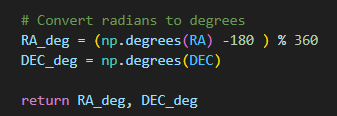 # Convert radians to degrees
RA_deg = (np.degrees(RA) -180 ) % 360
DEC_deg = np.degrees(DEC)
return RA_deg, DEC_deg